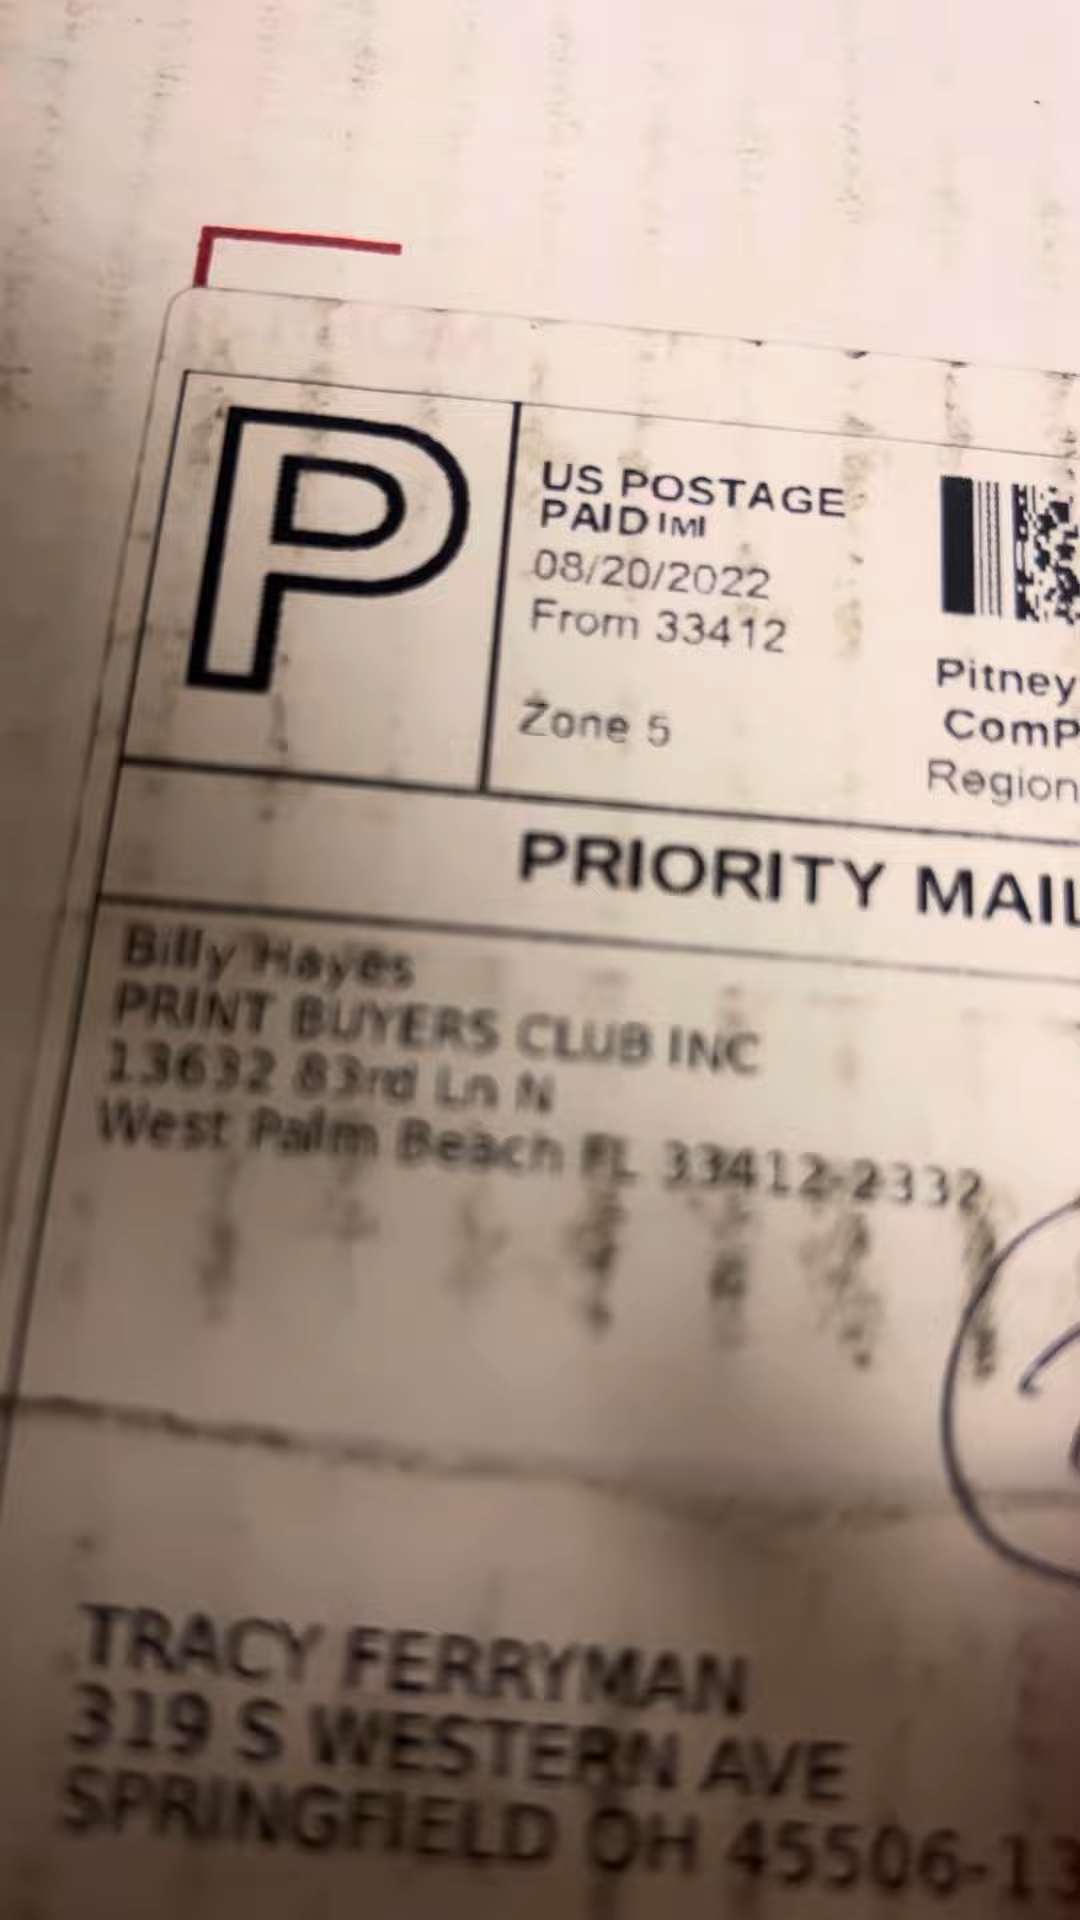 P
US POSTAGE
PAID IMI
08/20/2022
From 33412
Zone 5
Pitney
ComP
Region
PRIORITY MAIL
Billy Hayes
PRINT BUYERS CLUB INC
13632 83rd Ln N
West Palm Beach FL 33412-2332
TRACY FERRYMAN
319 S WESTERN AVE
SPRINGFIELD OH 45506-13